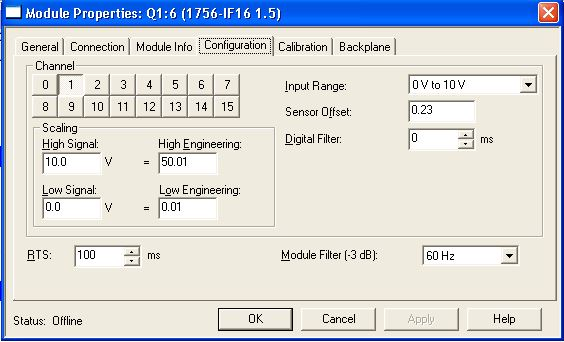 Module Properties: Q1:6 (1756-IF16 1.5)
General Connection Module Info Configuration Calibration Backplane
Channel
0 1 2 3 4 5 6 7
8 9 10 11 12 13 14 15
Input Range: 0 V to 10 V
Sensor Offset: 0.23
Digital Filter: 0 ms
Scaling
High Signal: High Engineering:
10.0 V = 50.01
Low Signal: Low Engineering:
0.0 V = 0.01
RTS: 100 ms Module Filter (-3 dB): 60 Hz
Status: Offline OK Cancel Apply Help